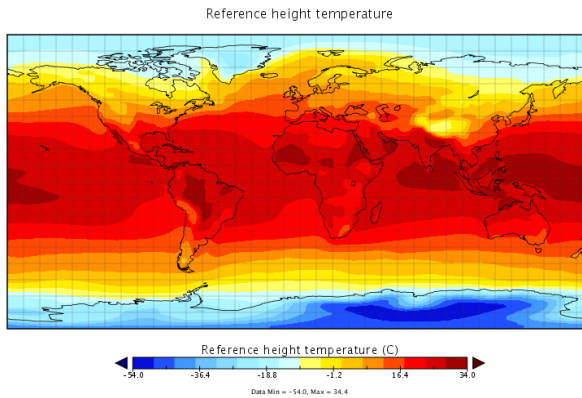 Reference height temperature
Reference height temperature (C)
-54.0 -36.4 -18.8 -1.2 16.4 34.0
Data Min = -54.0, Max = 34.4